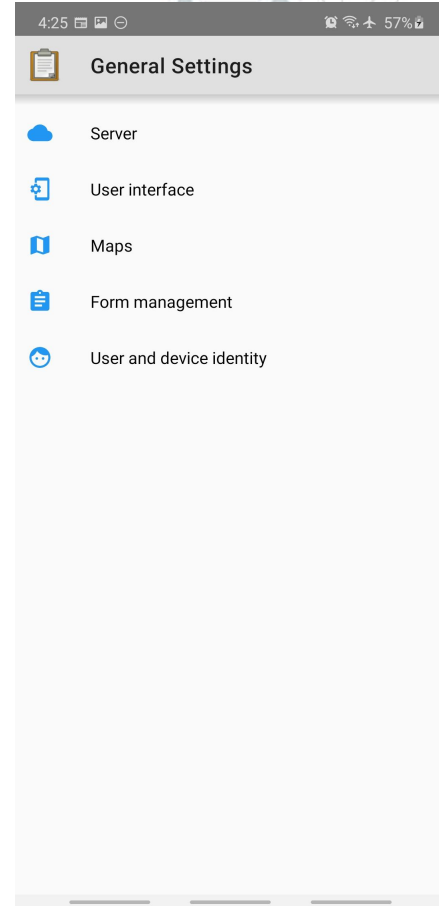 4:25 57%
General Settings
Server
User interface
Maps
Form management
User and device identity